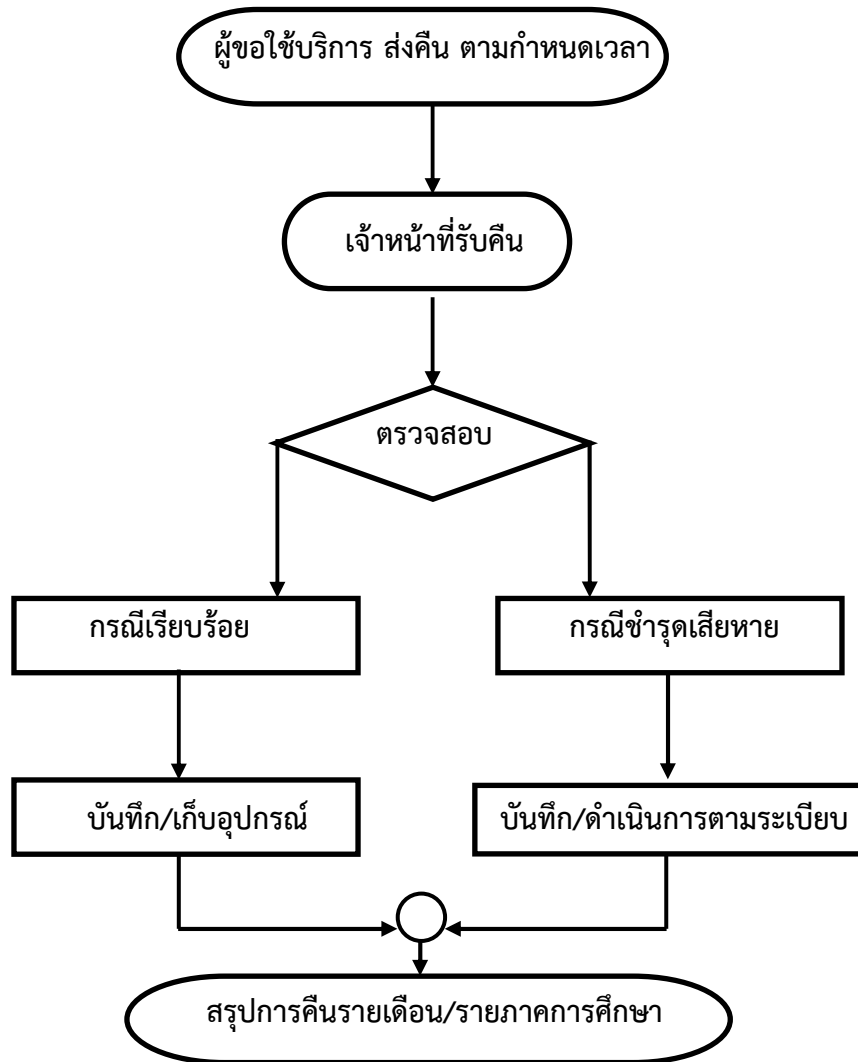 ผู้ขอใช้บริการ ส่งคืน ตามกำหนดเวลา
เจ้าหน้าที่รับคืน
ตรวจสอบ
กรณีเรียบร้อย
กรณีชำรุดเสียหาย
บันทึก/เก็บอุปกรณ์
บันทึก/ดำเนินการตามระเบียบ
สรุปการคืนรายเดือน/รายภาคการศึกษา